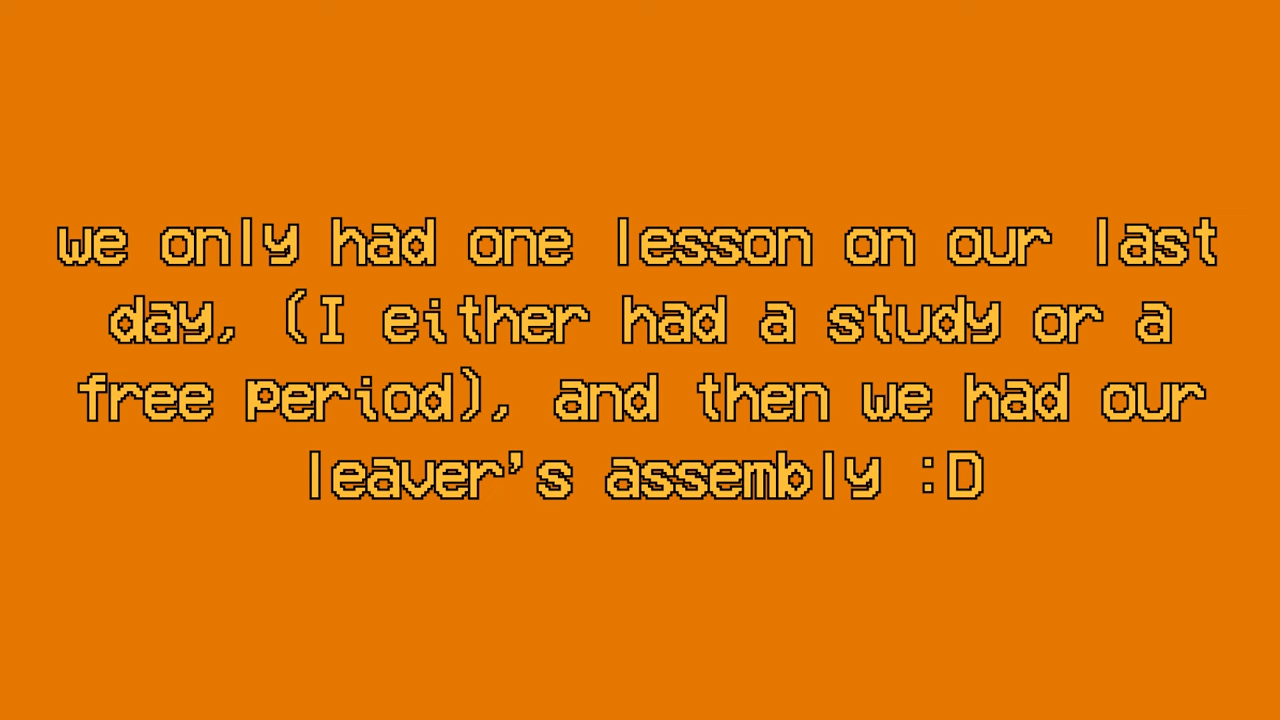 we only had one lesson on our last
day, (I either had a study or a
free period), and then we had our
leaver's assembly :D